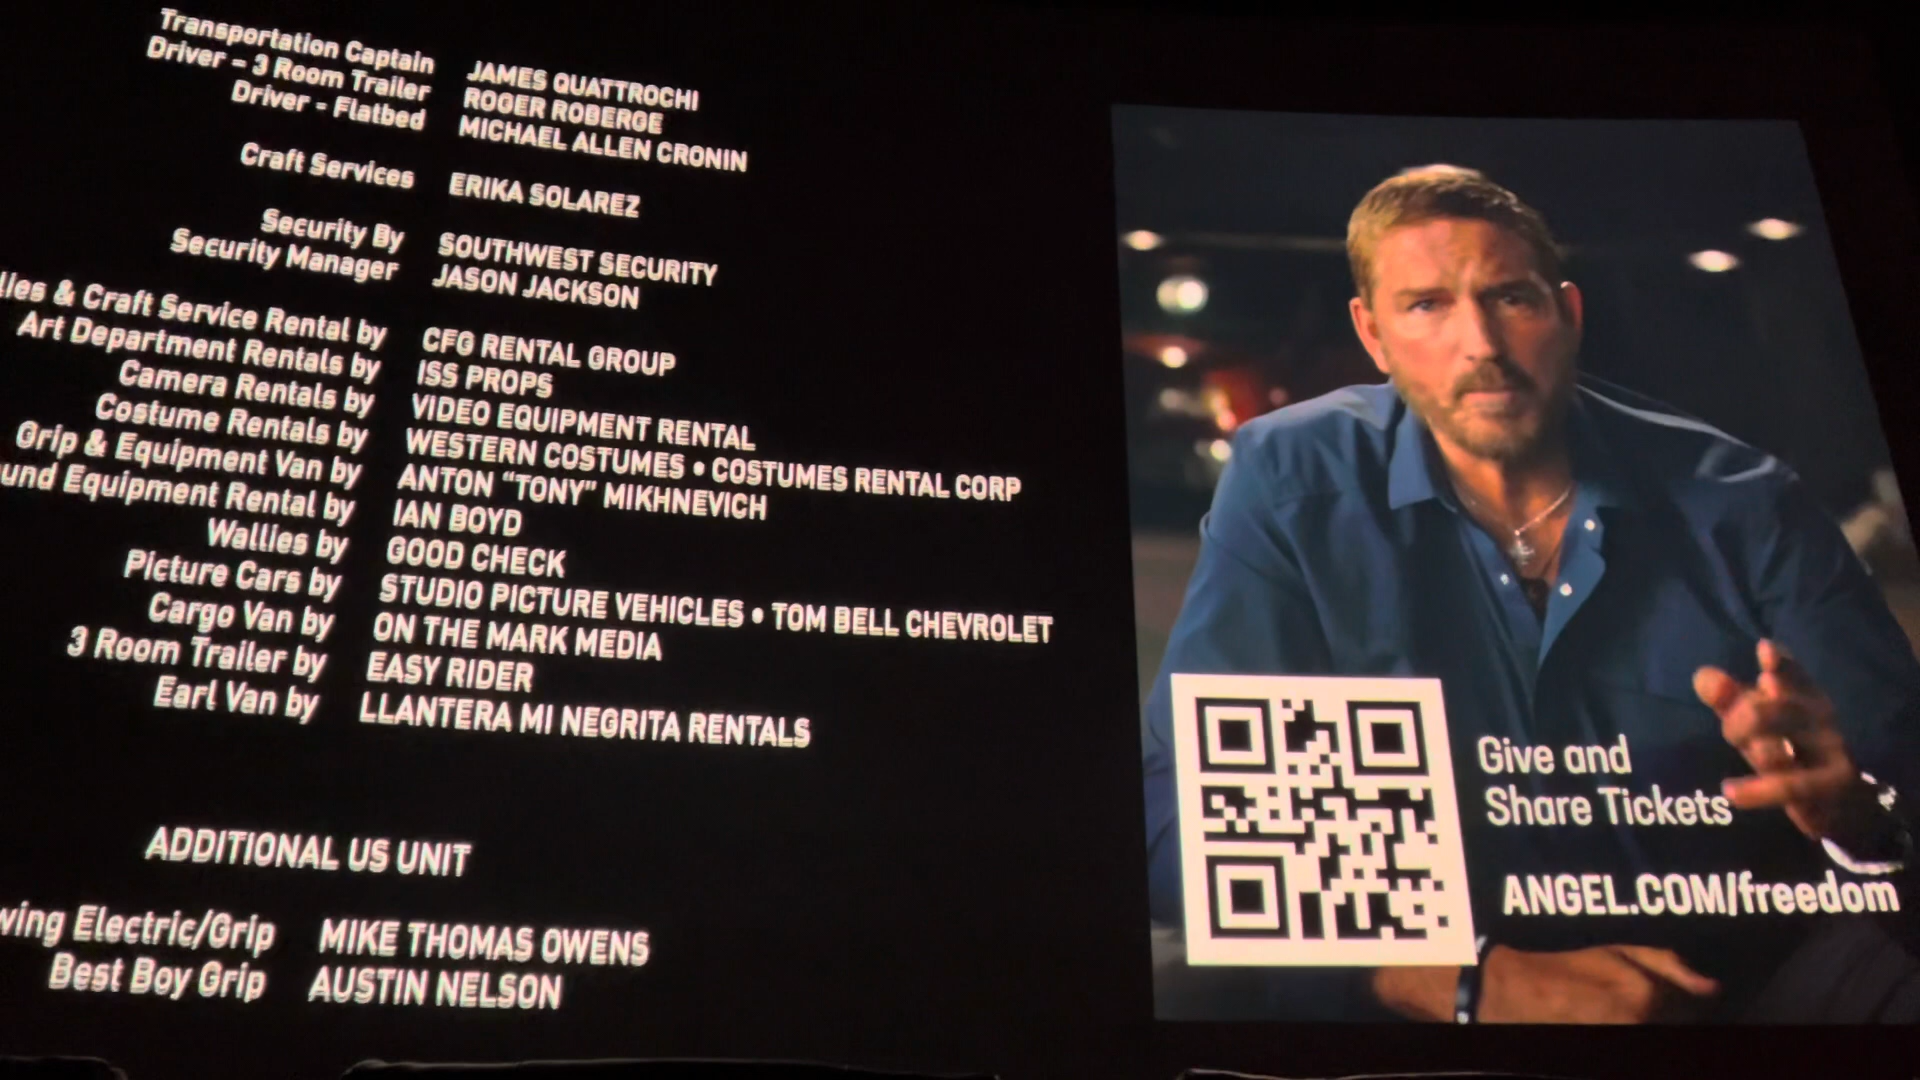 Transportation Captain JAMES QUATTROCHI
Driver - 3 Room Trailer ROGER ROBERGE
Driver - Flatbed MICHAEL ALLEN CRONIN
Craft Services ERIKA SOLAREZ
Security By SOUTHWEST SECURITY
Security Manager JASON JACKSON
& Craft Service Rental by CFG RENTAL GROUP
Art Department Rentals by ISS PROPS
Camera Rentals by VIDEO EQUIPMENT RENTAL
Costume Rentals by WESTERN COSTUMES • COSTUMES RENTAL CORP
Grip & Equipment Van by ANTON “TONY” MIKHNEVICH
Equipment Rental by IAN BOYD
Wallies by GOOD CHECK
Picture Cars by STUDIO PICTURE VEHICLES • TOM BELL CHEVROLET
Cargo Van by ON THE MARK MEDIA
3 Room Trailer by EASY RIDER
Earl Van by LLANTERA MI NEGRITA RENTALS
ADDITIONAL US UNIT
Electric/Grip MIKE THOMAS OWENS
Best Boy Grip AUSTIN NELSON
Give and
Share Tickets
ANGEL.COM/freedom